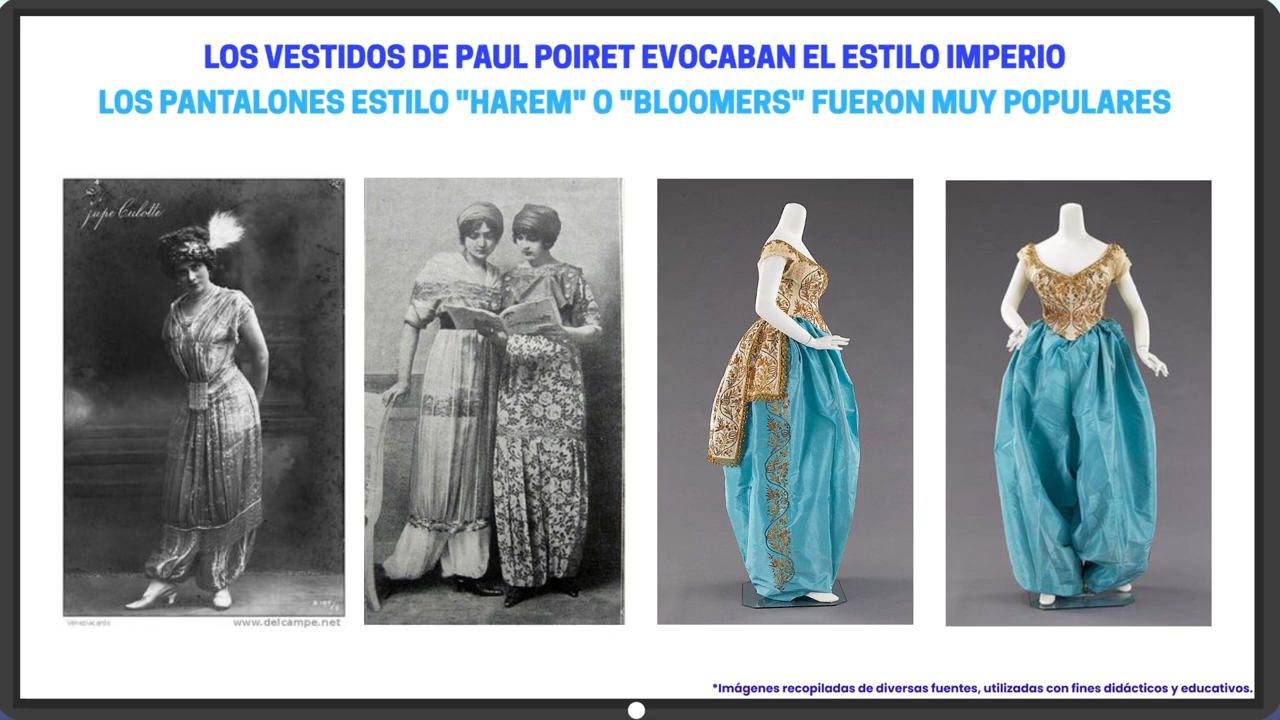 LOS VESTIDOS DE PAUL POIRET EVOCABAN EL ESTILO IMPERIO
LOS PANTALONES ESTILO "HAREM" O "BLOOMERS" FUERON MUY POPULARES
Jupe Culotte
Veneziacards
www.delcampe.net
*Imágenes recopiladas de diversas fuentes, utilizadas con fines didácticos y educativos.